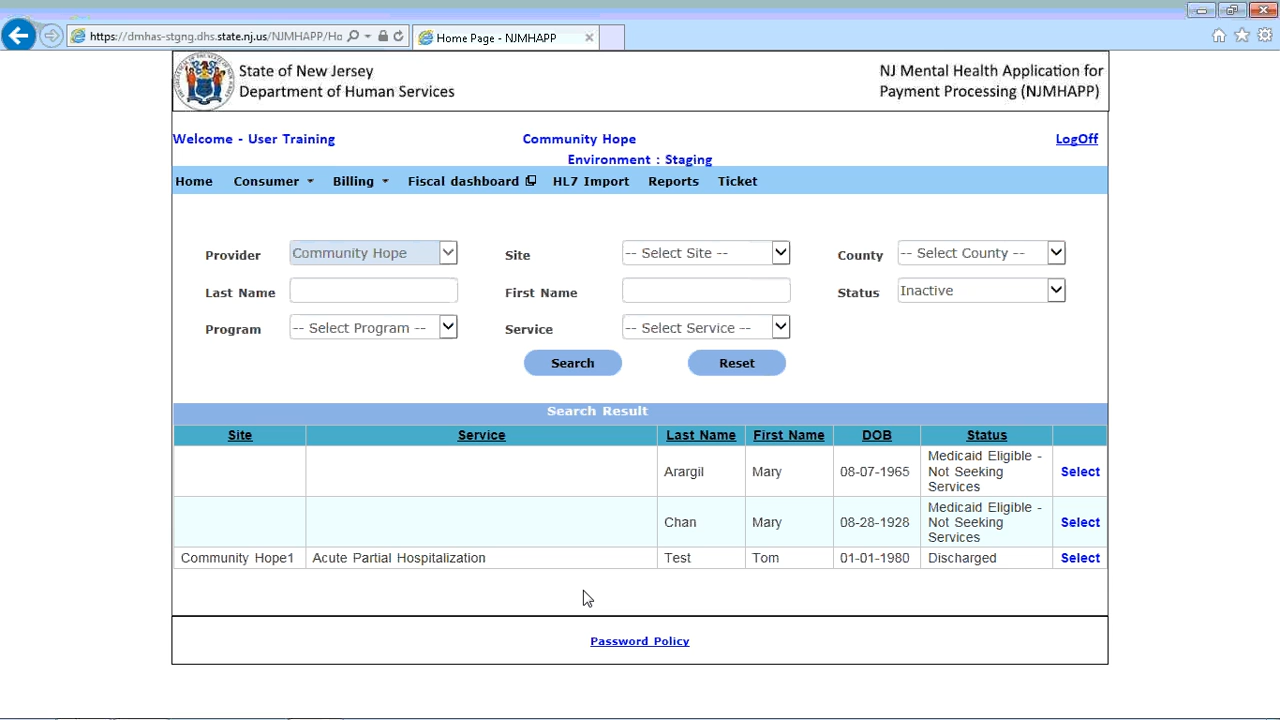 https://dmhas-stgng.dhs.state.nj.us/NJMHAPP/Ho
Home Page - NJMHAPP
State of New Jersey
Department of Human Services
NJ Mental Health Application for
Payment Processing (NJMHAPP)
Welcome - User Training Community Hope LogOff
Environment : Staging
Home Consumer Billing Fiscal dashboard HL7 Import Reports Ticket
Provider Community Hope Site -- Select Site -- County -- Select County --
Last Name First Name Status Inactive
Program -- Select Program -- Service -- Select Service --
Search Reset
Search Result
Site Service Last Name First Name DOB Status
Arargil Mary 08-07-1965 Medicaid Eligible -
Not Seeking
Services Select
Chan Mary 08-28-1928 Medicaid Eligible -
Not Seeking
Services Select
Community Hope1 Acute Partial Hospitalization Test Tom 01-01-1980 Discharged Select
Password Policy